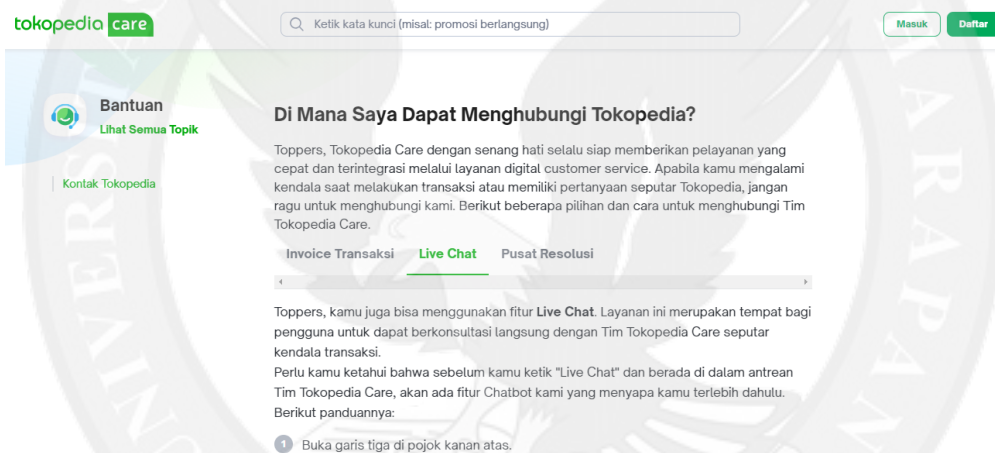 tokopedia care
Ketik kata kunci (misal: promosi berlangsung)
Masuk
Daftar
Bantuan
Lihat Semua Topik
Kontak Tokopedia
Di Mana Saya Dapat Menghubungi Tokopedia?
Toppers, Tokopedia Care dengan senang hati selalu siap memberikan pelayanan yang
cepat dan terintegrasi melalui layanan digital customer service. Apabila kamu mengalami
kendala saat melakukan transaksi atau memiliki pertanyaan seputar Tokopedia, jangan
ragu untuk menghubungi kami. Berikut beberapa pilihan dan cara untuk menghubungi Tim
Tokopedia Care.
Invoice Transaksi Live Chat Pusat Resolusi
Toppers, kamu juga bisa menggunakan fitur Live Chat. Layanan ini merupakan tempat bagi
pengguna untuk dapat berkonsultasi langsung dengan Tim Tokopedia Care seputar
kendala transaksi.
Perlu kamu ketahui bahwa sebelum kamu ketik "Live Chat" dan berada di dalam antrean
Tim Tokopedia Care, akan ada fitur Chatbot kami yang menyapa kamu terlebih dahulu.
Berikut panduannya:
1 Buka garis tiga di pojok kanan atas.